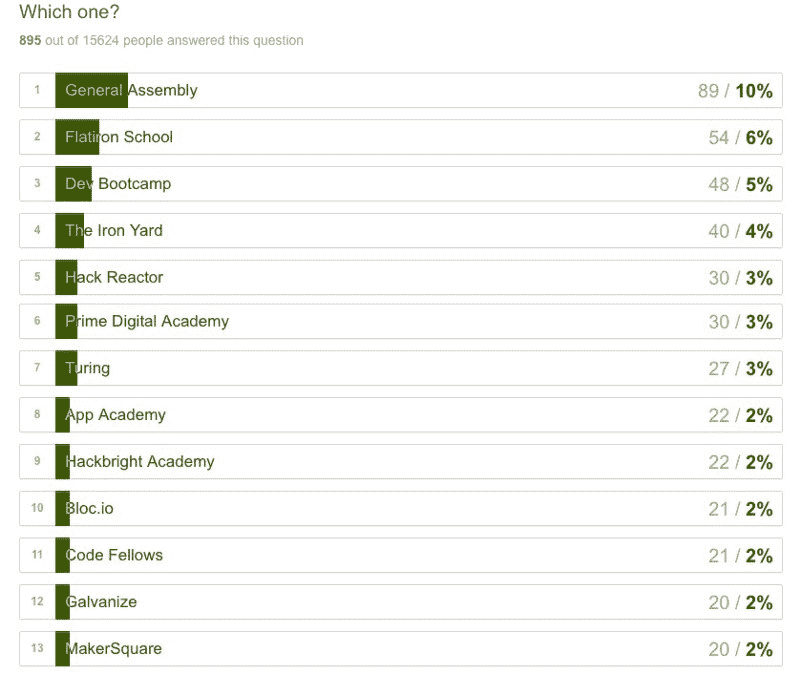 Which one?
895 out of 15624 people answered this question
1 General Assembly 89 / 10%
2 Flatiron School 54 / 6%
3 Dev Bootcamp 48 / 5%
4 The Iron Yard 40 / 4%
5 Hack Reactor 30 / 3%
6 Prime Digital Academy 30 / 3%
7 Turing 27 / 3%
8 App Academy 22 / 2%
9 Hackbright Academy 22 / 2%
10 Bloc.io 21 / 2%
11 Code Fellows 21 / 2%
12 Galvanize 20 / 2%
13 MakerSquare 20 / 2%